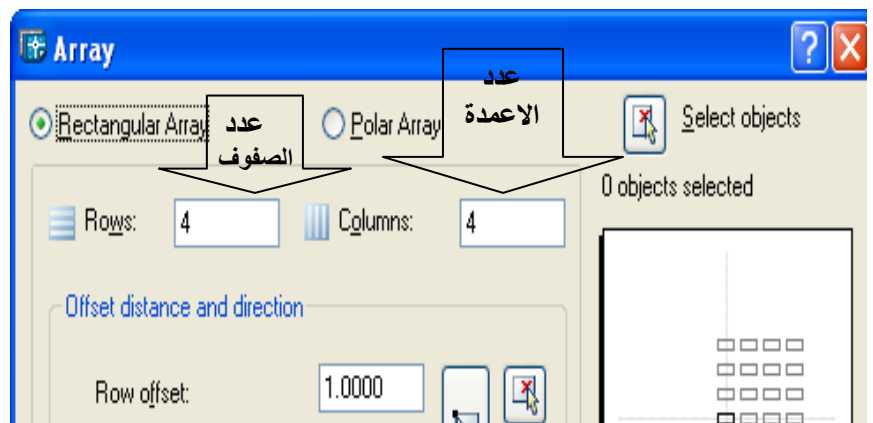 Array
عدد
الاعمدة
Rectangular Array
عدد
الصفوف
Polar Array
Select objects
0 objects selected
Rows:
4
Columns:
4
Offset distance and direction
Row offset:
1.0000